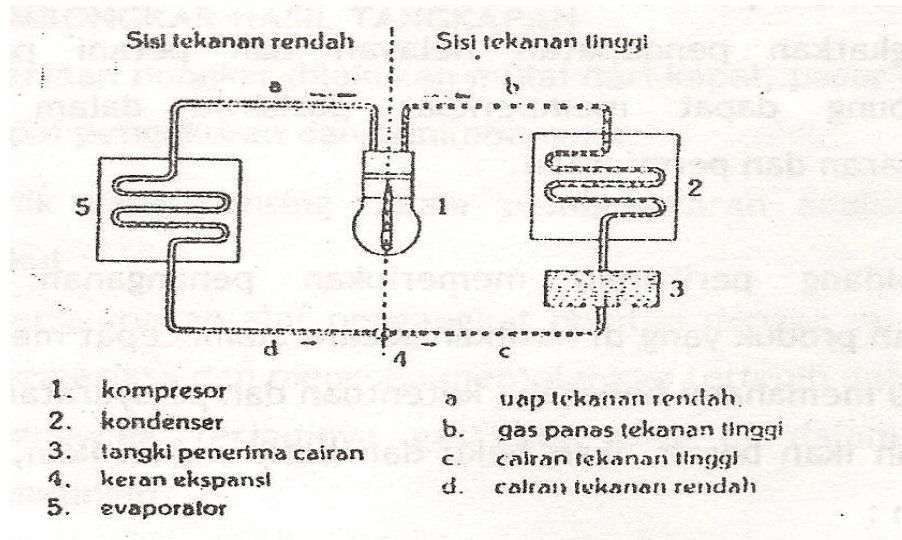 Sisi tekanan rendah
Sisi tekanan tinggi
a
b
5
1
2
3
d
4
c
1. kompresor
2. kondenser
3. tangki penerima cairan
4. keran ekspansi
5. evaporator
a uap tekanan rendah.
b. gas panas tekanan tinggi
c. cairan tekanan tinggi
d. cairan tekanan rendah